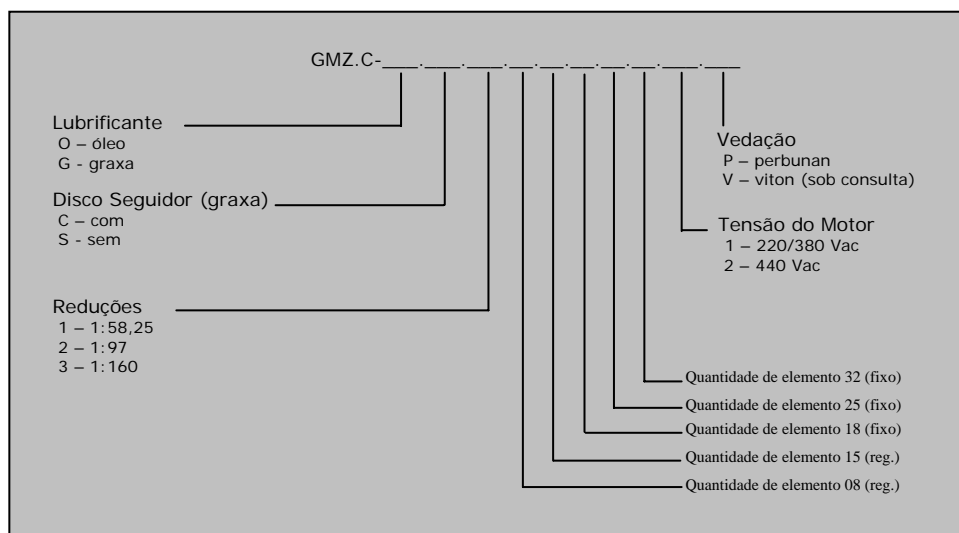 GMZ.C-___.___.___.__.__.__.__.__.___.___
Lubrificante
O – óleo
G - graxa
Disco Seguidor (graxa)
C – com
S - sem
Reduções
1 – 1:58,25
2 – 1:97
3 – 1:160
Vedação
P – perbunan
V – viton (sob consulta)
Tensão do Motor
1 – 220/380 Vac
2 – 440 Vac
Quantidade de elemento 32 (fixo)
Quantidade de elemento 25 (fixo)
Quantidade de elemento 18 (fixo)
Quantidade de elemento 15 (reg.)
Quantidade de elemento 08 (reg.)